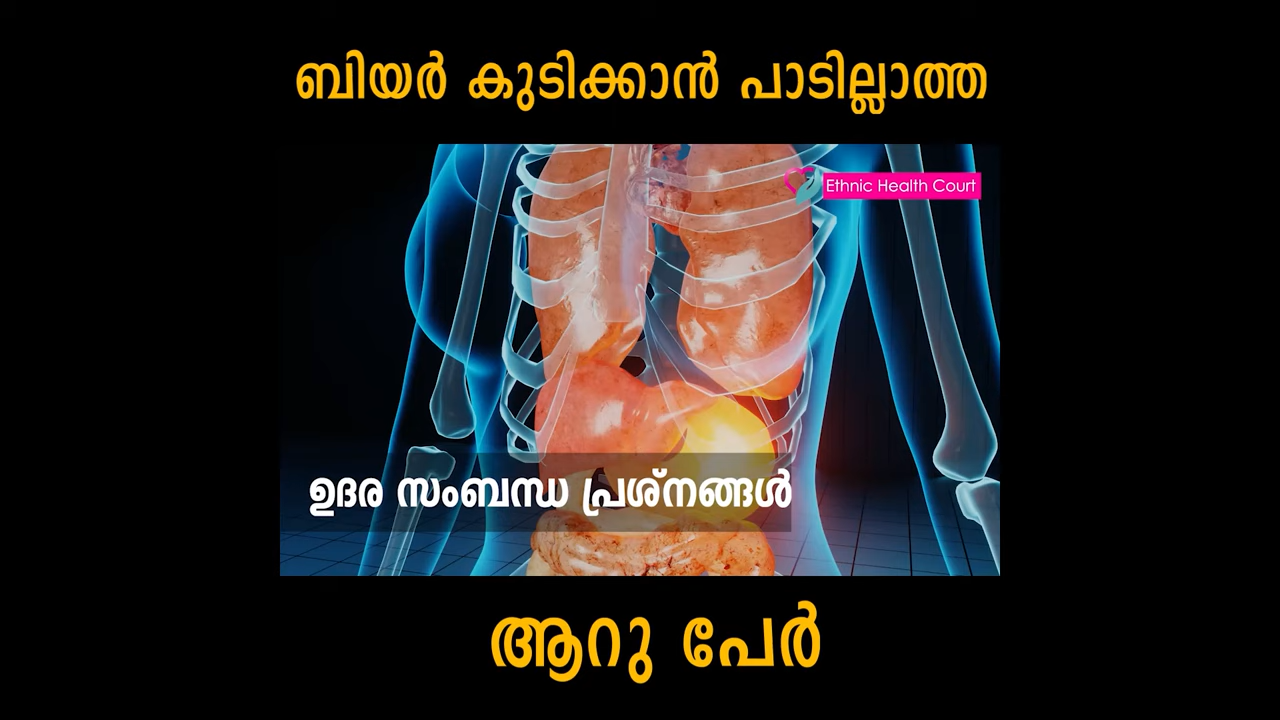 ബിയർ കുടിക്കാൻ പാടില്ലാത്ത
Ethnic Health Court
ഉദര സംബന്ധ പ്രശ്നങ്ങൾ
ആറു പേർ